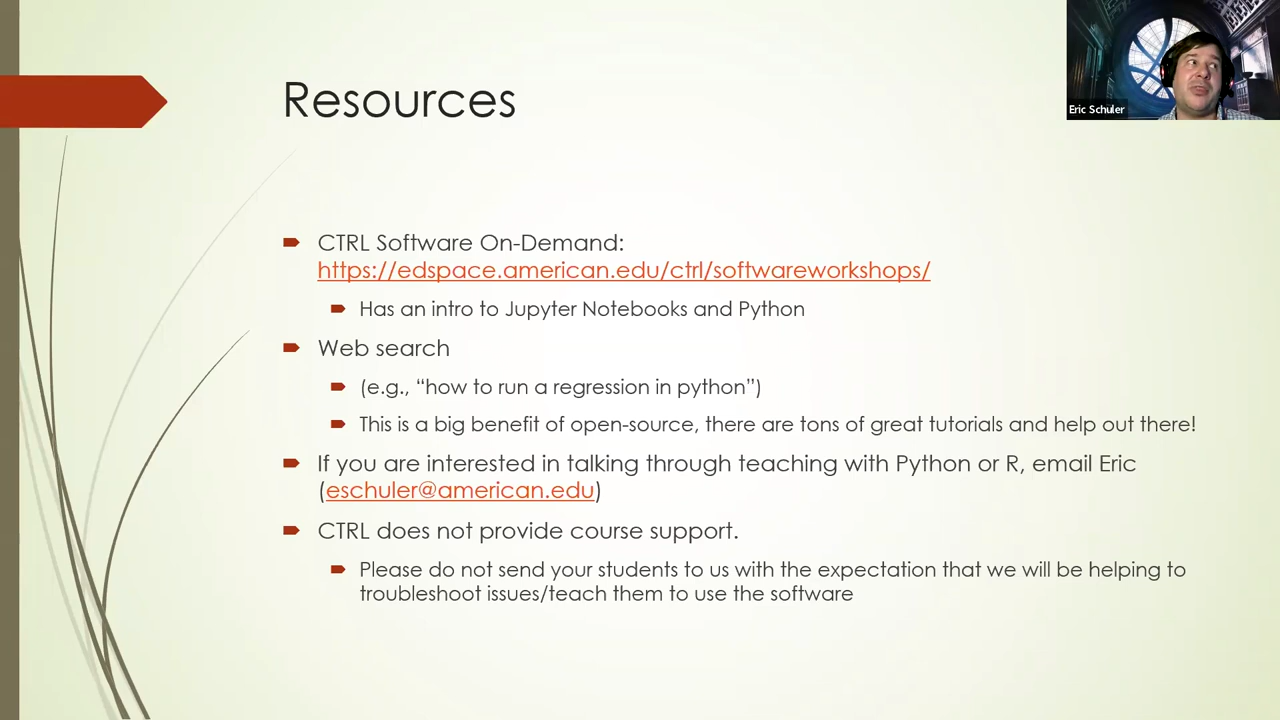 Resources
Eric Schuler
CTRL Software On-Demand:
https://edspace.american.edu/ctrl/softwareworkshops/
Has an intro to Jupyter Notebooks and Python
Web search
(e.g., “how to run a regression in python”)
This is a big benefit of open-source, there are tons of great tutorials and help out there!
If you are interested in talking through teaching with Python or R, email Eric
(eschuler@american.edu)
CTRL does not provide course support.
Please do not send your students to us with the expectation that we will be helping to
troubleshoot issues/teach them to use the software